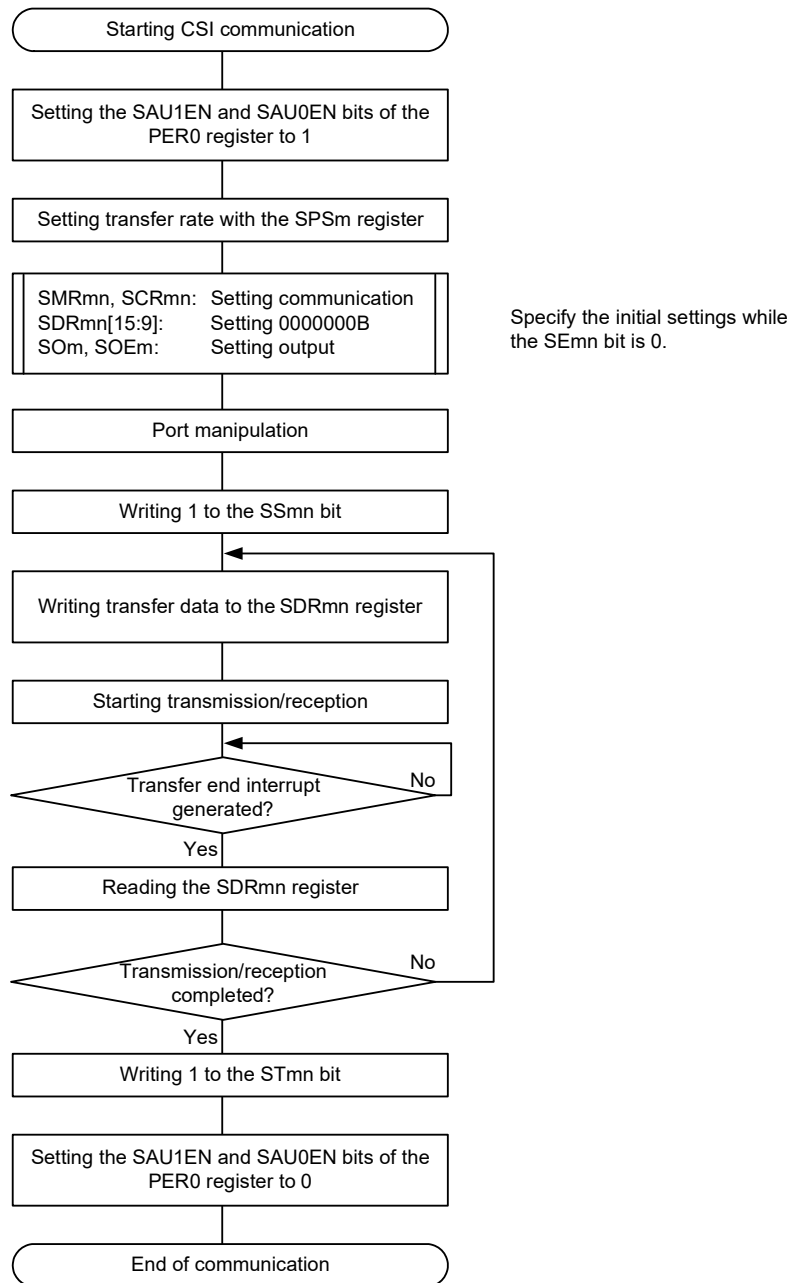 Starting CSI communication
Setting the SAU1EN and SAU0EN bits of the
PER0 register to 1
Setting transfer rate with the SPSm register
SMRmn, SCRmn: Setting communication
SDRmn[15:9]: Setting 0000000B
SOm, SOEm: Setting output
Specify the initial settings while
the SEmn bit is 0.
Port manipulation
Writing 1 to the SSmn bit
Writing transfer data to the SDRmn register
Starting transmission/reception
Transfer end interrupt
generated?
No
Yes
Reading the SDRmn register
Transmission/reception
completed?
No
Yes
Writing 1 to the STmn bit
Setting the SAU1EN and SAU0EN bits of the
PER0 register to 0
End of communication